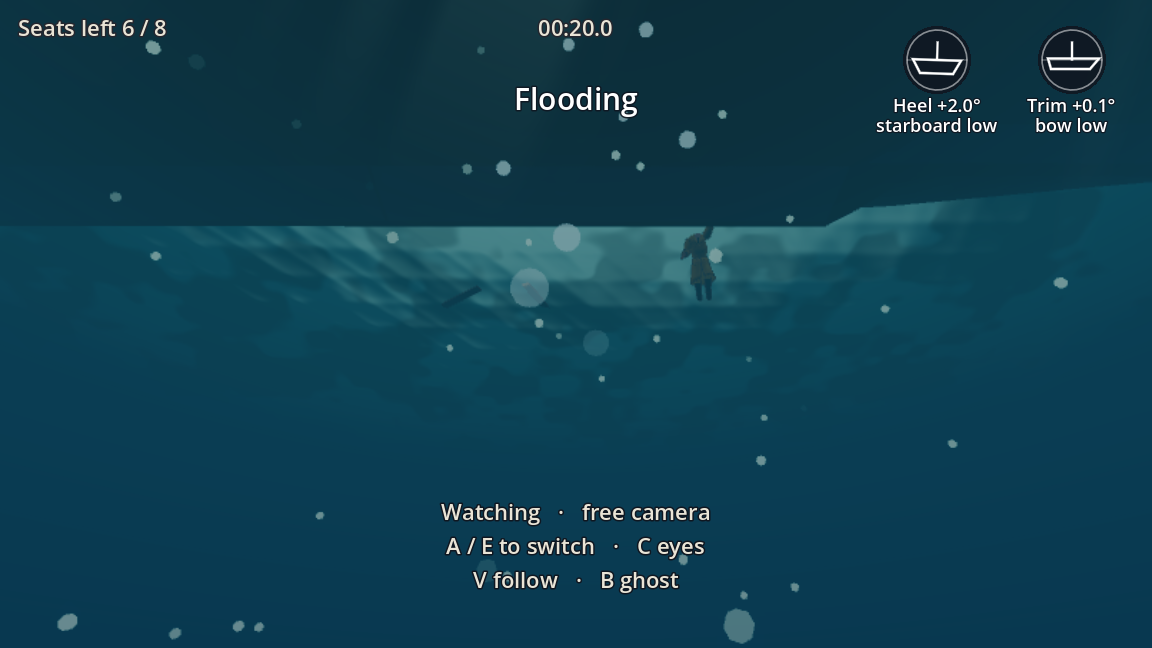 Seats left 6 / 8
00:20.0
Flooding
Heel +2.0°
starboard low
Trim +0.1°
bow low
Watching · free camera
A / E to switch · C eyes
V follow · B ghost